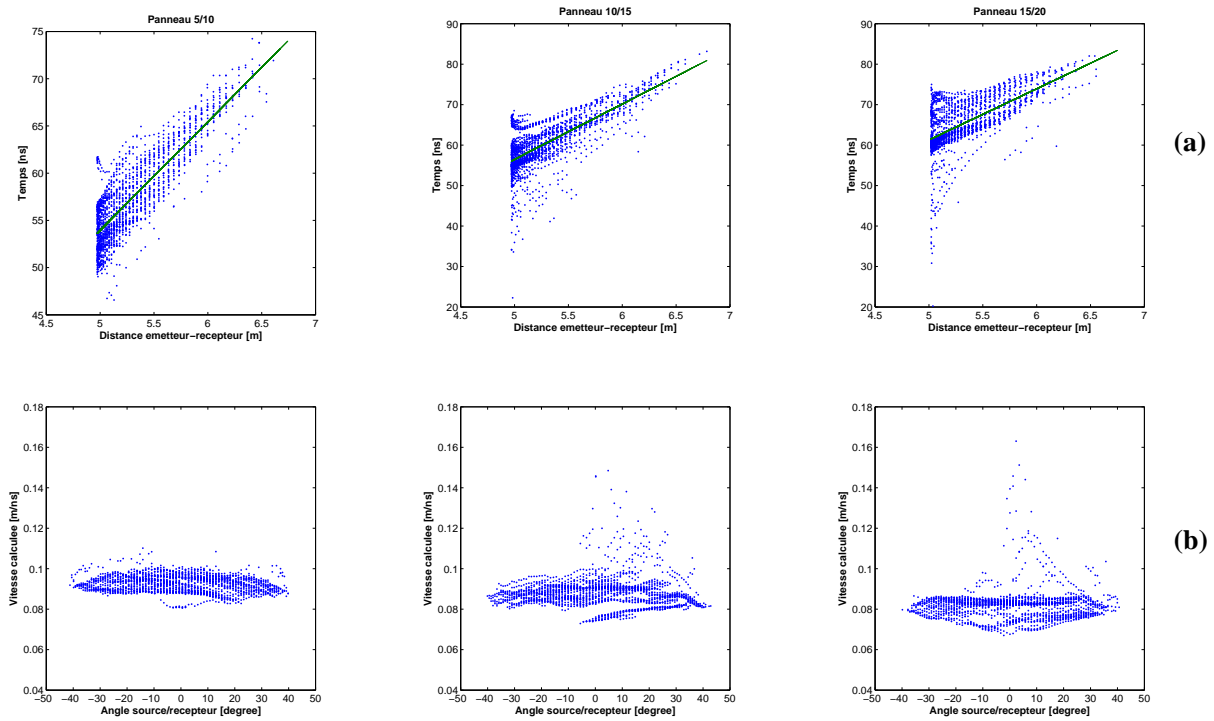 Panneau 5/10
75
70
65
60
55
50
45
4.5 5 5.5 6 6.5 7
Temps [ns]
Distance emetteur−recepteur [m]
Panneau 10/15
90
80
70
60
50
40
30
20
4.5 5 5.5 6 6.5 7
Temps [ns]
Distance emetteur−recepteur [m]
Panneau 15/20
90
80
70
60
50
40
30
20
4.5 5 5.5 6 6.5 7
Temps [ns]
Distance emetteur−recepteur [m]
(a)
0.18
0.16
0.14
0.12
0.1
0.08
0.06
0.04
−50 −40 −30 −20 −10 0 10 20 30 40 50
Vitesse calculee [m/ns]
Angle source/recepteur [degree]
0.18
0.16
0.14
0.12
0.1
0.08
0.06
0.04
−50 −40 −30 −20 −10 0 10 20 30 40 50
Vitesse calculee [m/ns]
Angle source/recepteur [degree]
0.18
0.16
0.14
0.12
0.1
0.08
0.06
0.04
−50 −40 −30 −20 −10 0 10 20 30 40 50
Vitesse calculee [m/ns]
Angle source/recepteur [degree]
(b)